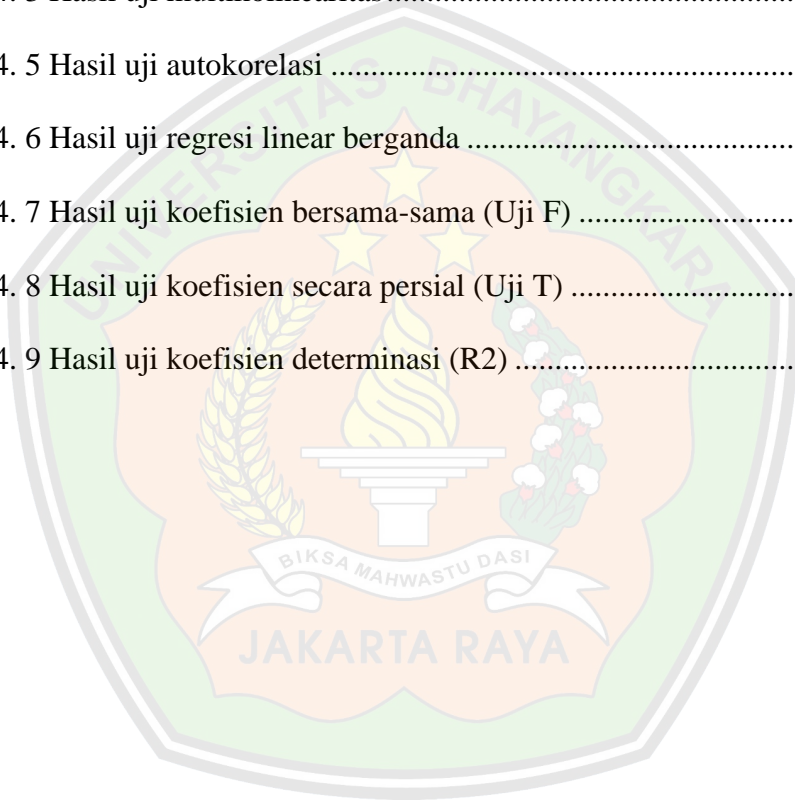 4. 5 Hasil uji autokorelasi ...........................................................
4. 6 Hasil uji regresi linear berganda .........................................
4. 7 Hasil uji koefisien bersama-sama (Uji F) ...........................
4. 8 Hasil uji koefisien secara persial (Uji T) ............................
4. 9 Hasil uji koefisien determinasi (R2) ...................................
UNIVERSITAS BHAYANGKARA
BIKSA MAHWASTU DASI
JAKARTA RAYA